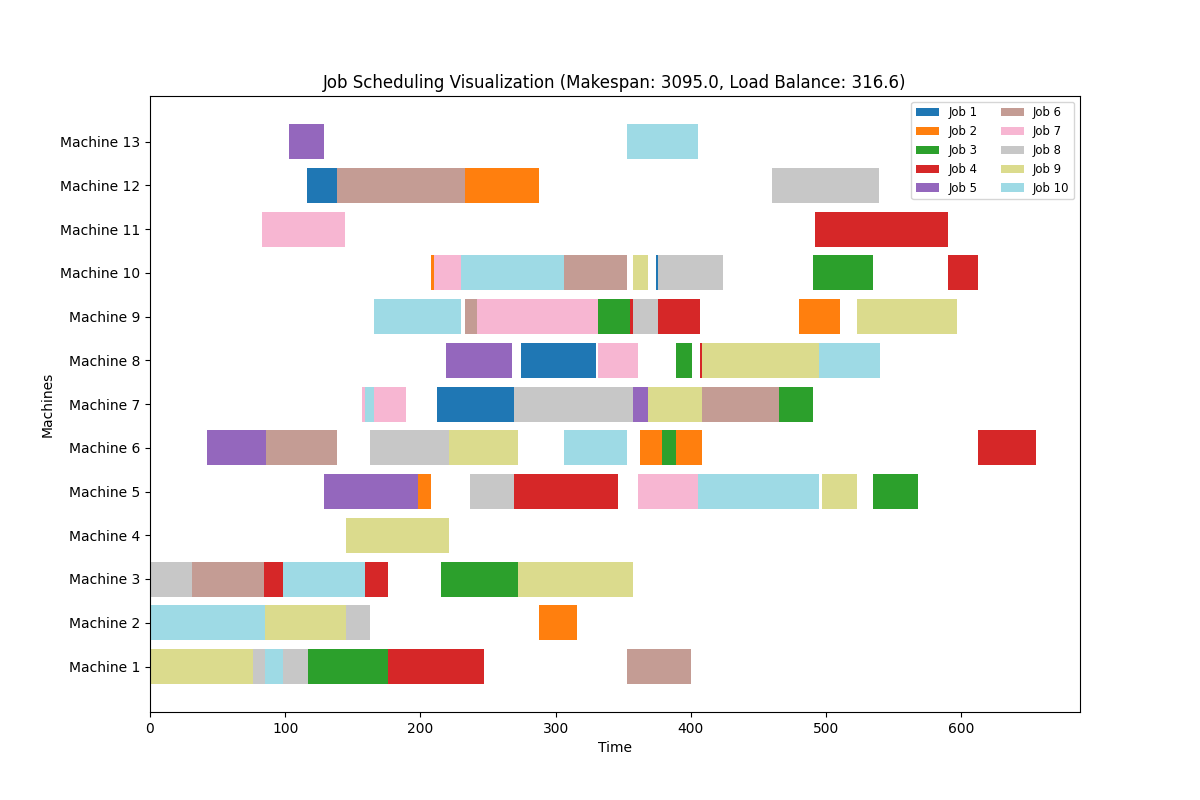 Job Scheduling Visualization (Makespan: 3095.0, Load Balance: 316.6)
Job 1
Job 2
Job 3
Job 4
Job 5
Job 6
Job 7
Job 8
Job 9
Job 10
Machines
Machine 13
Machine 12
Machine 11
Machine 10
Machine 9
Machine 8
Machine 7
Machine 6
Machine 5
Machine 4
Machine 3
Machine 2
Machine 1
0 100 200 300 400 500 600
Time